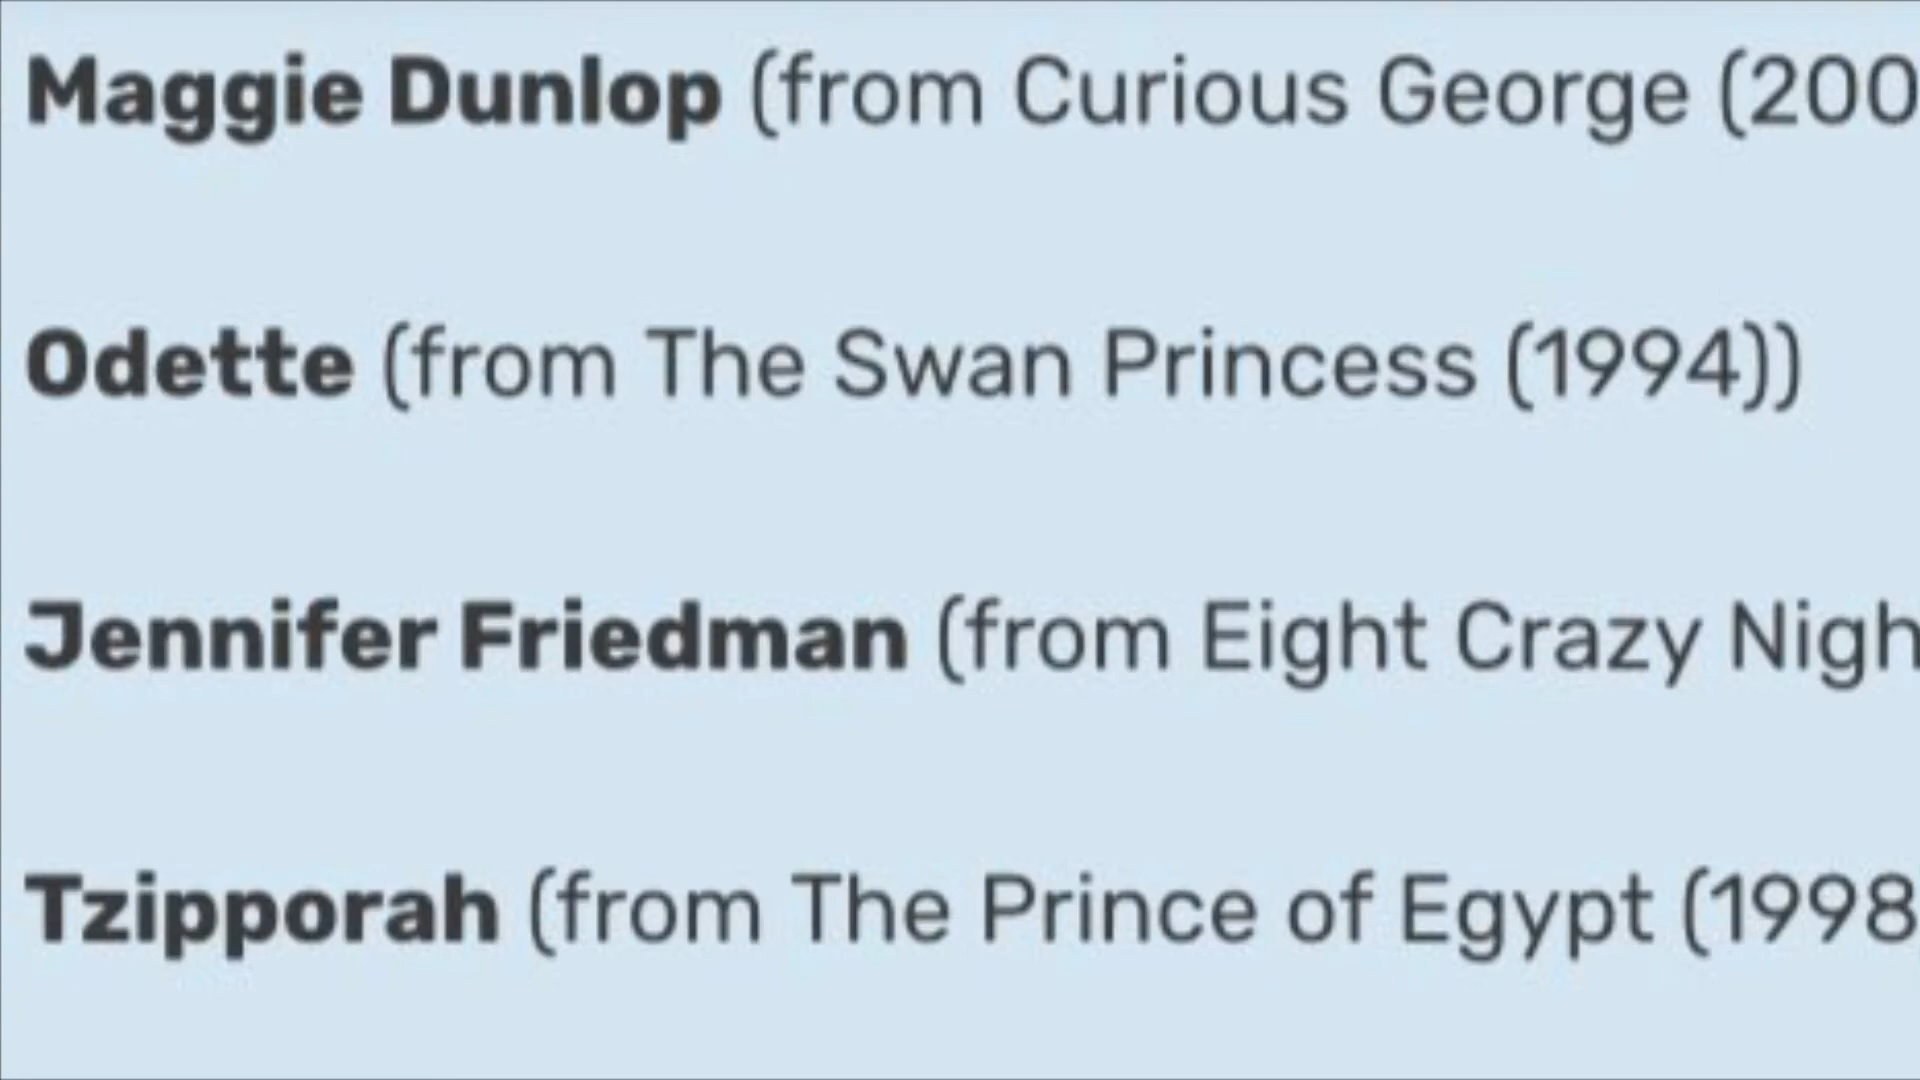 Maggie Dunlop (from Curious George (200
Odette (from The Swan Princess (1994))
Jennifer Friedman (from Eight Crazy Nigh
Tzipporah (from The Prince of Egypt (1998